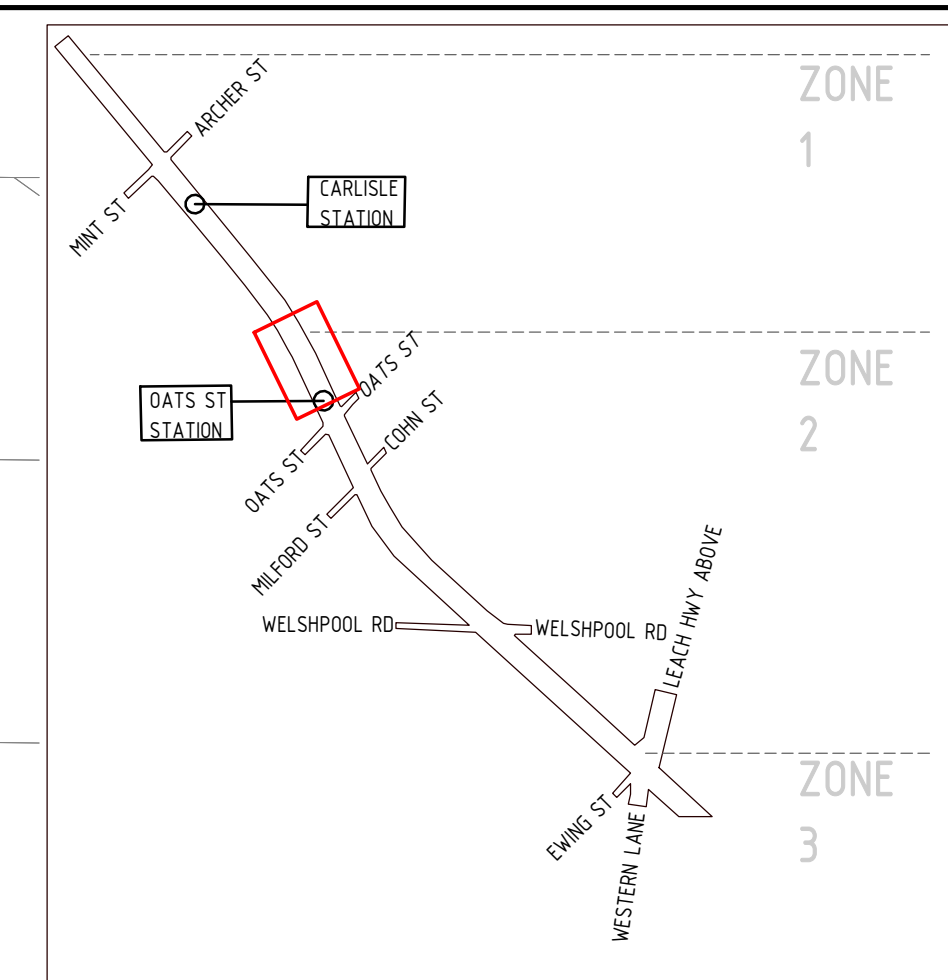 ZONE
1
ARCHER ST
CARLISLE
STATION
MINT ST
ZONE
2
OATS ST
OATS ST
STATION
COHN ST
OATS ST
MILFORD ST
LEACH HWY ABOVE
WELSHPOOL RD
WELSHPOOL RD
ZONE
3
EWING ST
WESTERN LANE